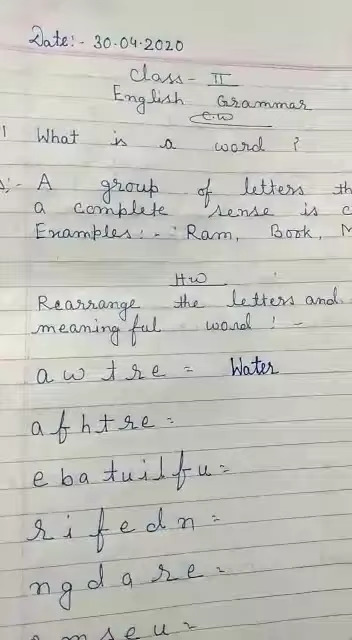 Date:- 30.04.2020
Class - II
English Grammar
C.W
1 What is a word ?
s:- A group of letters th
a complete sense is c
Examples:- Ram, Book, M
H.W
Rearrange the letters and
meaningful word :-
a w t r e = Water
a f h t r e =
e b a t u i l f u =
r i f e d n =
n g d a r e =
m s e u =